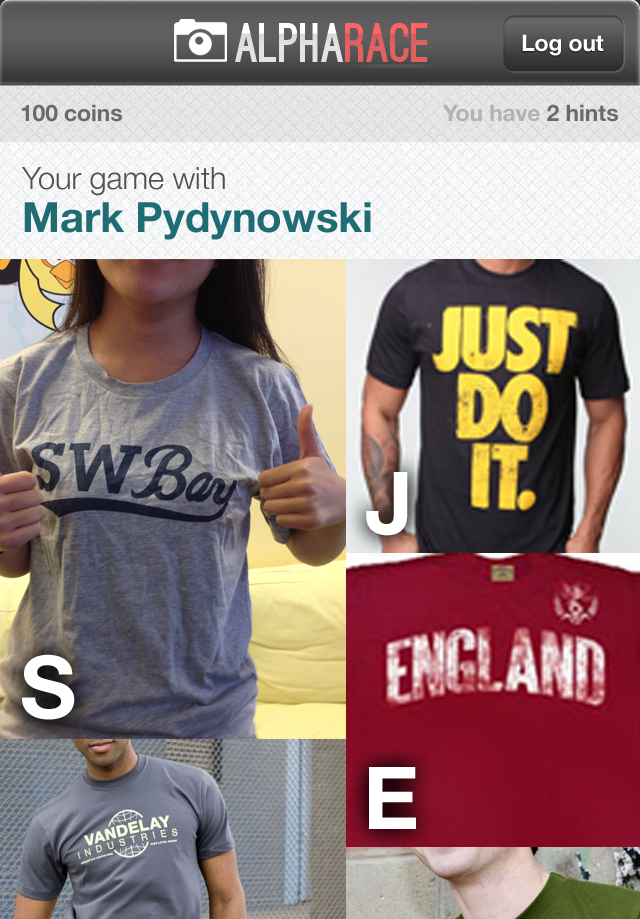 ALPHARACE
Log out
100 coins
You have 2 hints
Your game with
Mark Pydynowski
SWBay
S
JUST
DO
IT.
J
ENGLAND
E
VANDELAY
INDUSTRIES